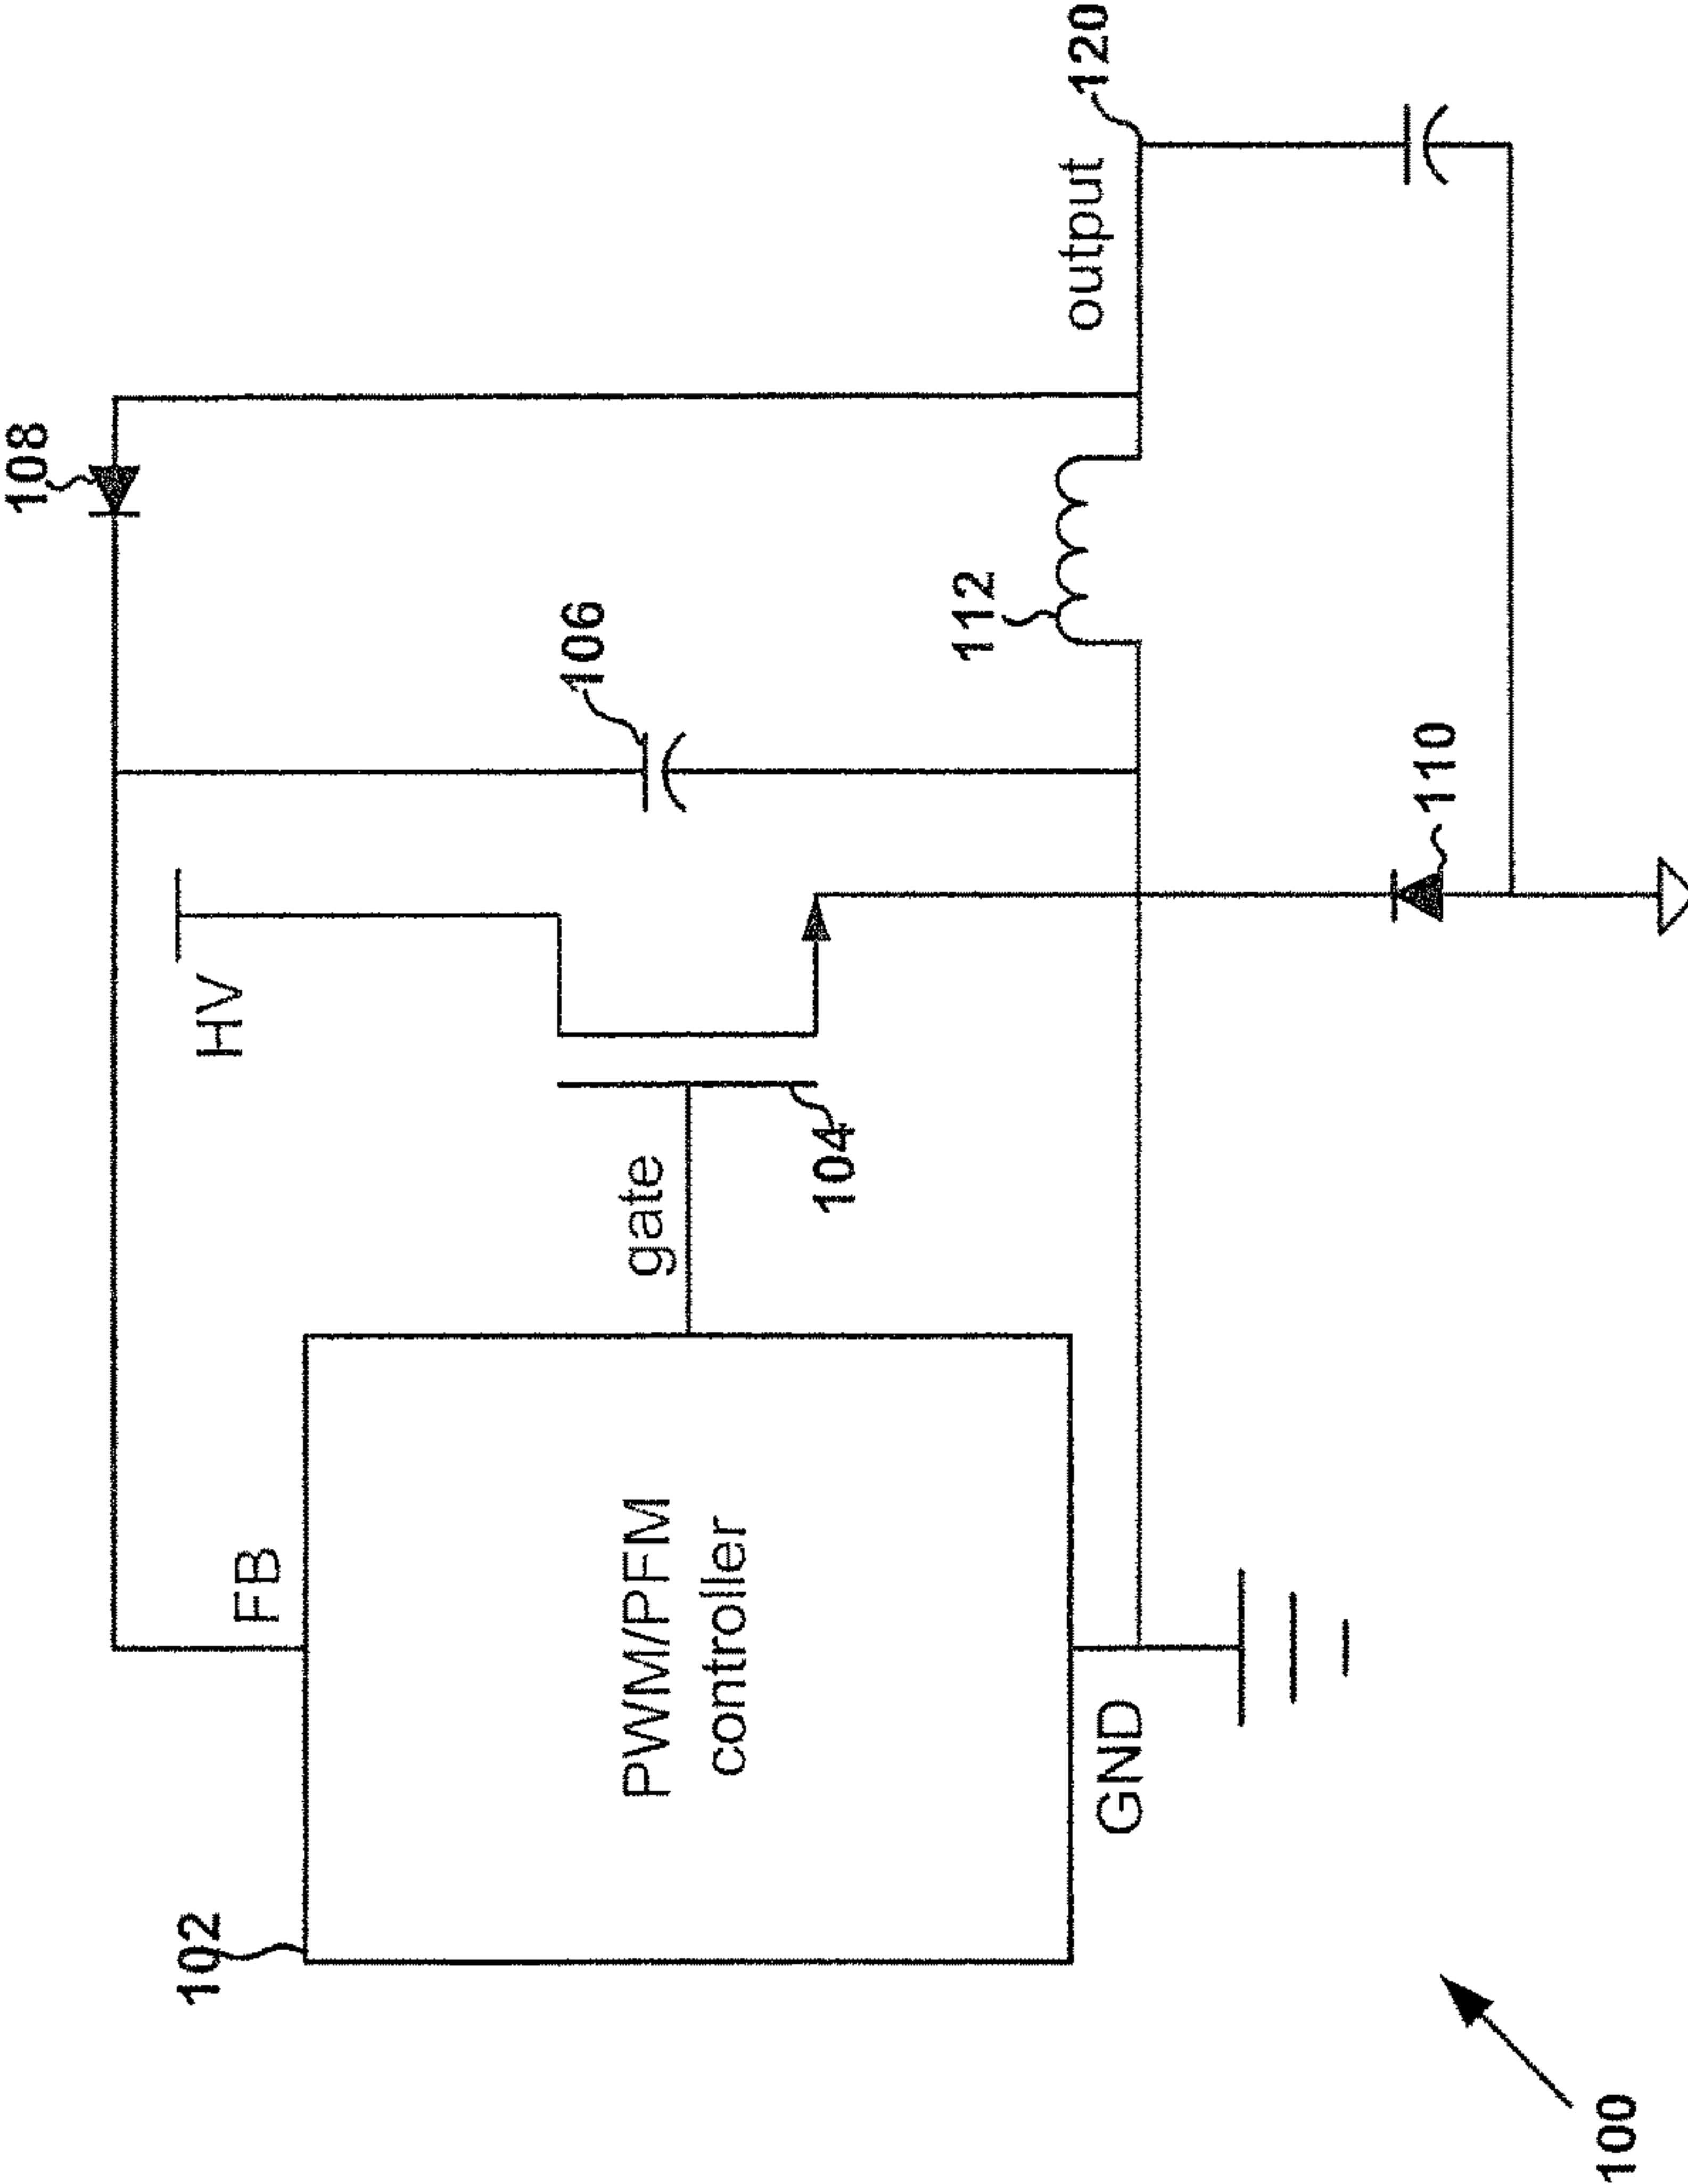 100
102
FB
PWM/PFM
controller
GND
gate
104
HV
106
108
110
112
output
120